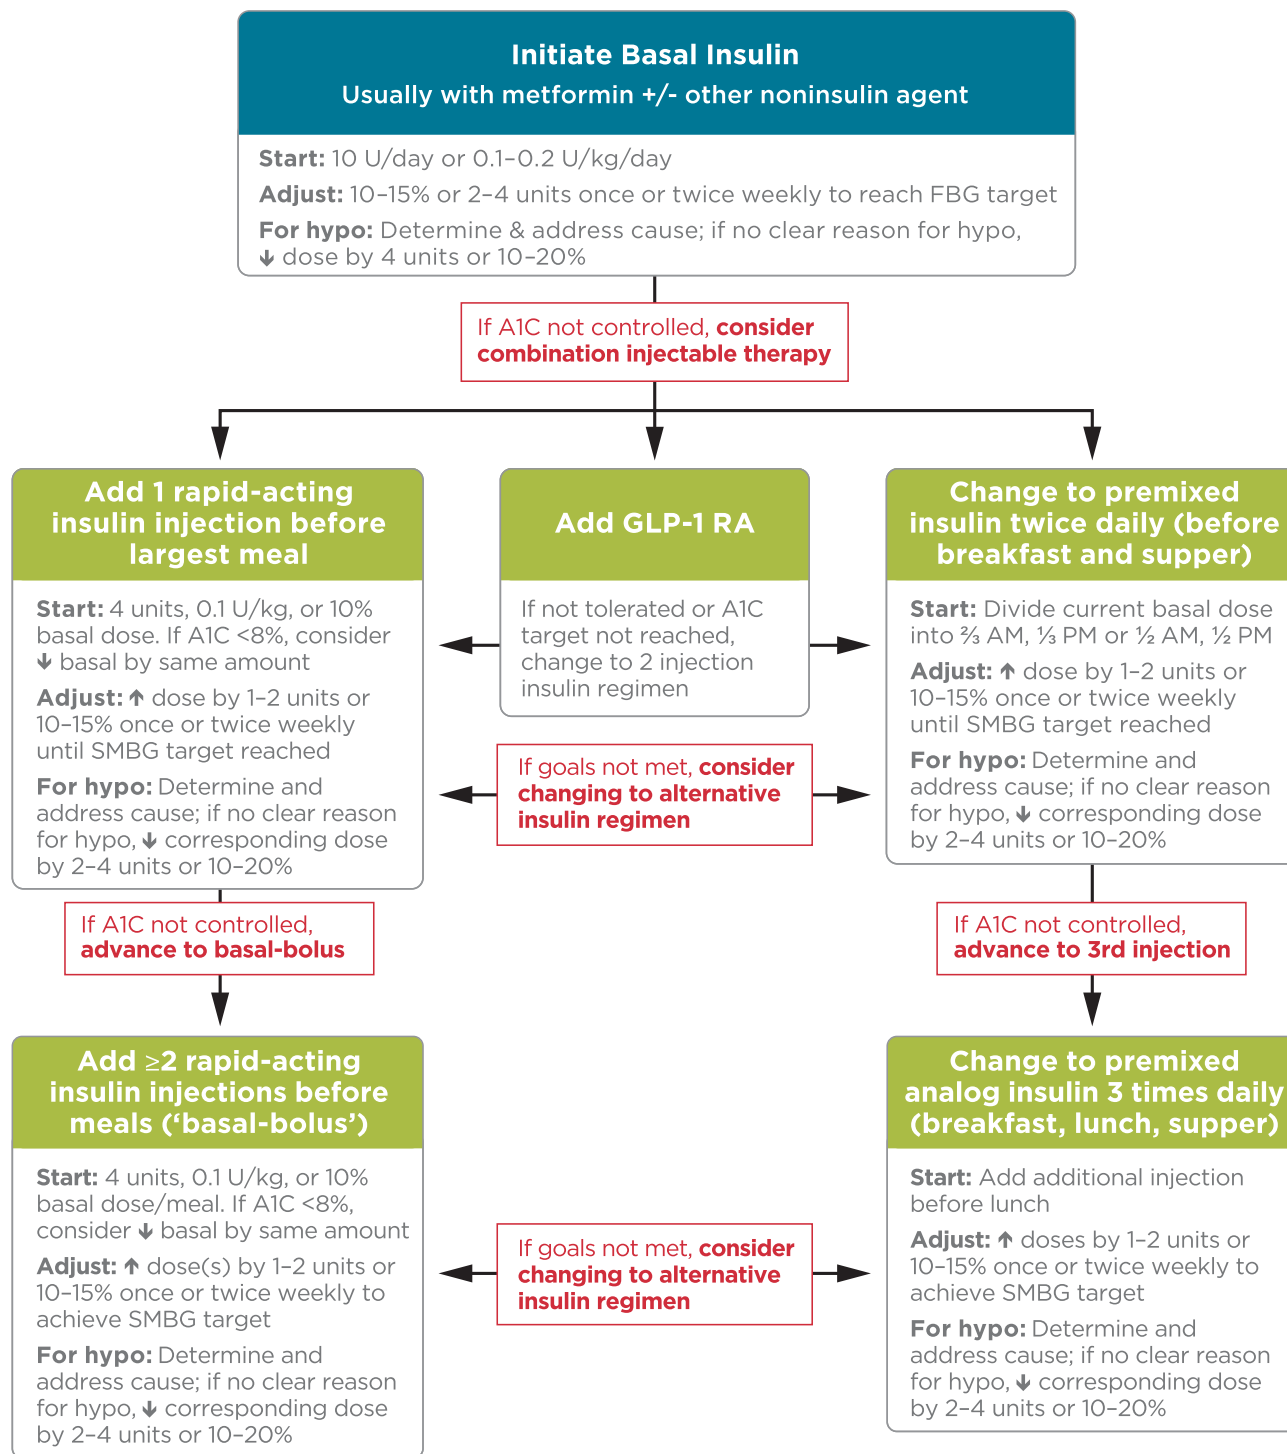 Initiate Basal Insulin
Usually with metformin +/- other noninsulin agent
Start: 10 U/day or 0.1–0.2 U/kg/day
Adjust: 10–15% or 2–4 units once or twice weekly to reach FBG target
For hypo: Determine & address cause; if no clear reason for hypo,
↓ dose by 4 units or 10–20%
If A1C not controlled, consider
combination injectable therapy
Add 1 rapid-acting
insulin injection before
largest meal
Start: 4 units, 0.1 U/kg, or 10%
basal dose. If A1C <8%, consider
↓ basal by same amount
Adjust: ↑ dose by 1–2 units or
10–15% once or twice weekly
until SMBG target reached
For hypo: Determine and
address cause; if no clear reason
for hypo, ↓ corresponding dose
by 2–4 units or 10–20%
Add GLP-1 RA
If not tolerated or A1C
target not reached,
change to 2 injection
insulin regimen
Change to premixed
insulin twice daily (before
breakfast and supper)
Start: Divide current basal dose
into ⅔ AM, ⅓ PM or ½ AM, ½ PM
Adjust: ↑ dose by 1–2 units or
10–15% once or twice weekly
until SMBG target reached
For hypo: Determine and
address cause; if no clear reason
for hypo, ↓ corresponding dose
by 2–4 units or 10–20%
If goals not met, consider
changing to alternative
insulin regimen
If A1C not controlled,
advance to basal-bolus
If A1C not controlled,
advance to 3rd injection
Add ≥2 rapid-acting
insulin injections before
meals (‘basal-bolus’)
Start: 4 units, 0.1 U/kg, or 10%
basal dose/meal. If A1C <8%,
consider ↓ basal by same amount
Adjust: ↑ dose(s) by 1–2 units or
10–15% once or twice weekly to
achieve SMBG target
For hypo: Determine and
address cause; if no clear reason
for hypo, ↓ corresponding dose
by 2–4 units or 10–20%
If goals not met, consider
changing to alternative
insulin regimen
Change to premixed
analog insulin 3 times daily
(breakfast, lunch, supper)
Start: Add additional injection
before lunch
Adjust: ↑ doses by 1–2 units or
10–15% once or twice weekly to
achieve SMBG target
For hypo: Determine and
address cause; if no clear reason
for hypo, ↓ corresponding dose
by 2–4 units or 10–20%